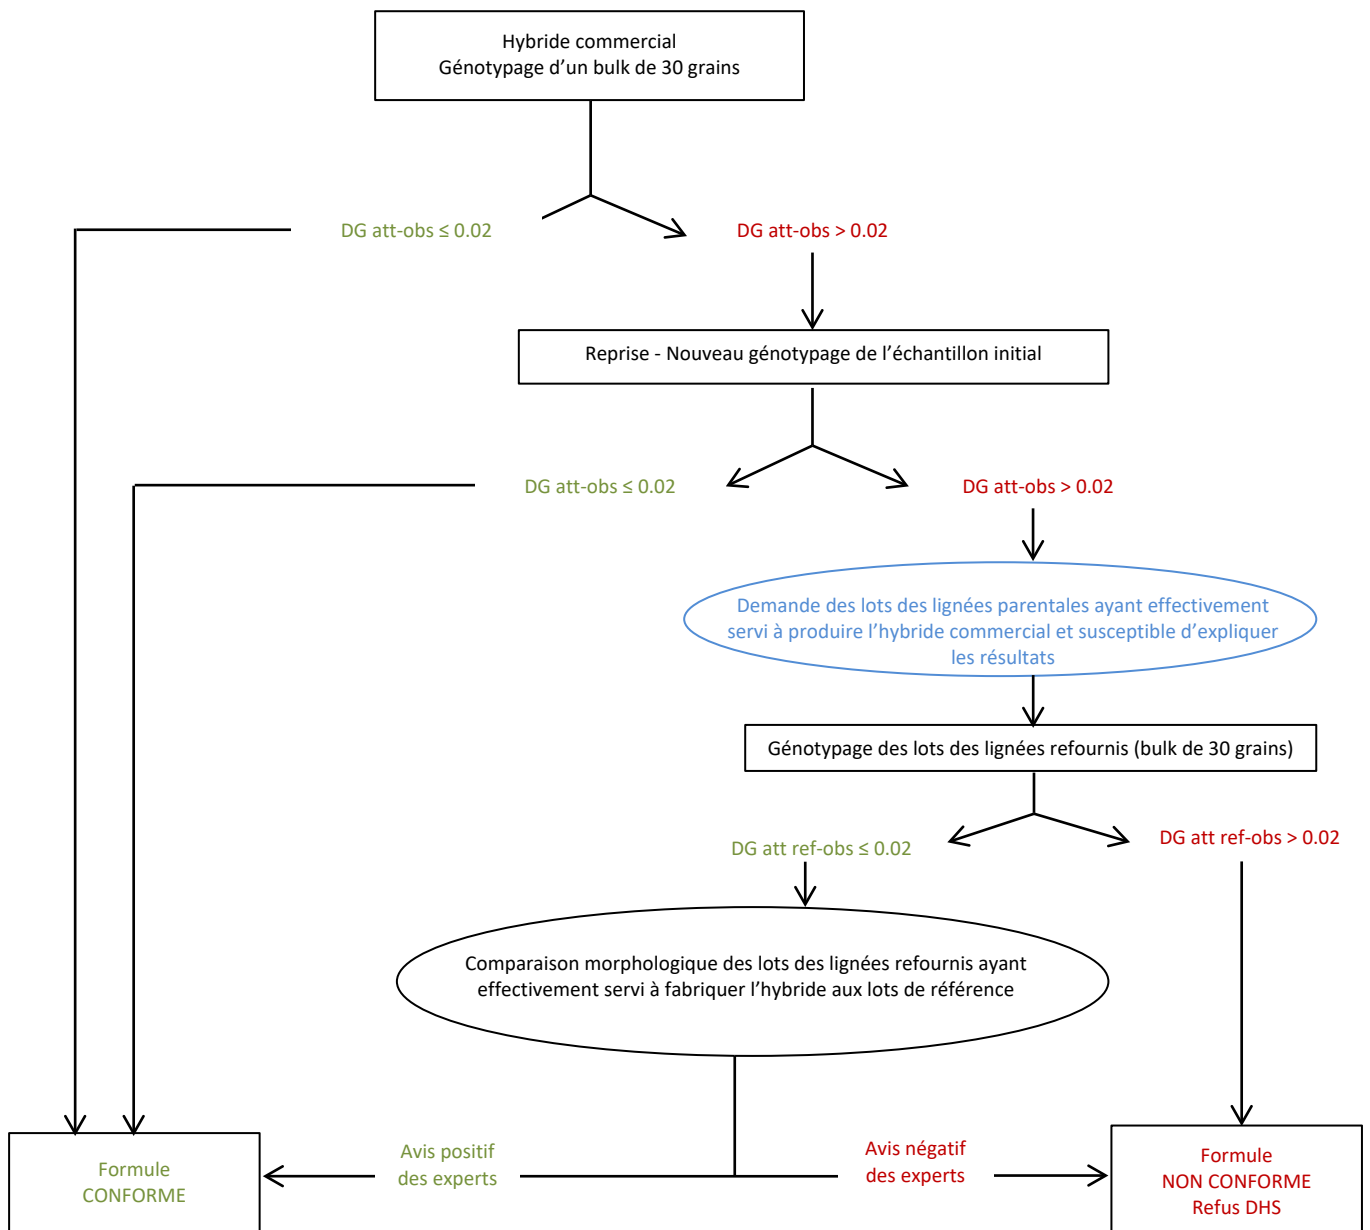 Hybride commercial
Génotypage d’un bulk de 30 grains
DG att-obs ≤ 0.02
DG att-obs > 0.02
Reprise - Nouveau génotypage de l’échantillon initial
DG att-obs ≤ 0.02
DG att-obs > 0.02
Demande des lots des lignées parentales ayant effectivement
servi à produire l’hybride commercial et susceptible d’expliquer
les résultats
Génotypage des lots des lignées refournis (bulk de 30 grains)
DG att ref-obs ≤ 0.02
DG att ref-obs > 0.02
Comparaison morphologique des lots des lignées refournis ayant
effectivement servi à fabriquer l’hybride aux lots de référence
Formule
CONFORME
Avis positif
des experts
Avis négatif
des experts
Formule
NON CONFORME
Refus DHS